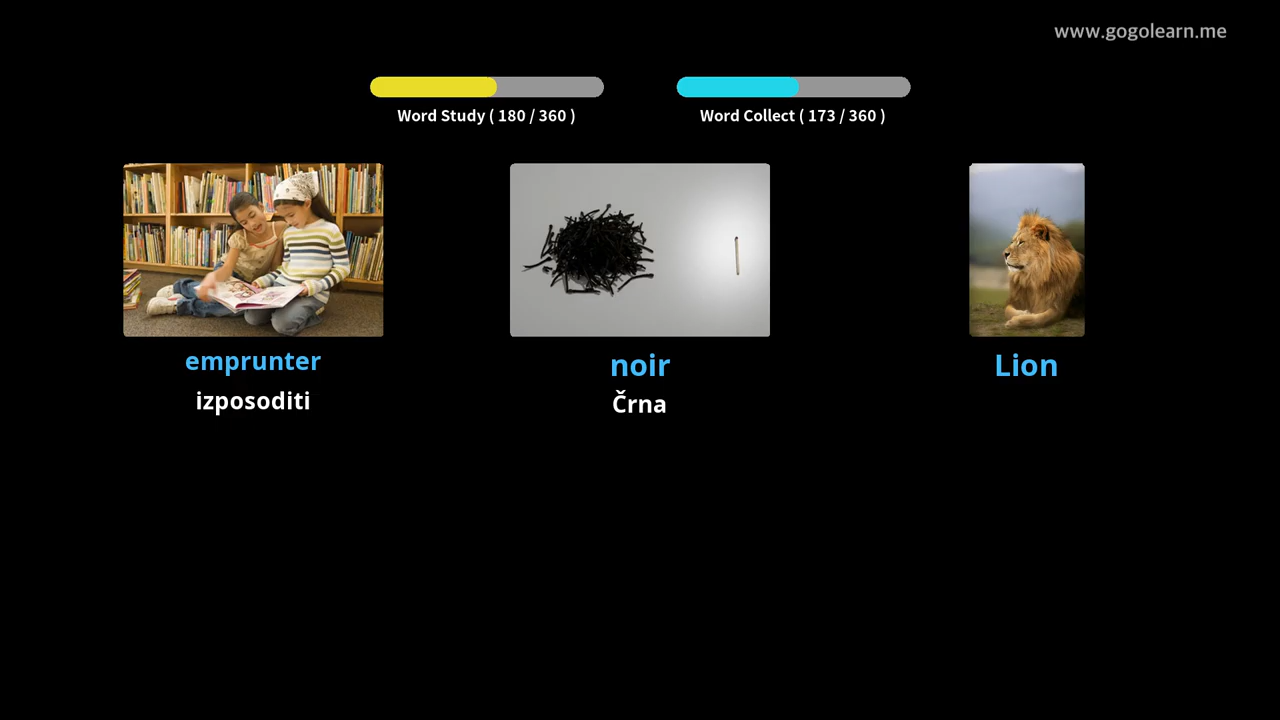 www.gogolearn.me
Word Study ( 180 / 360 )
Word Collect ( 173 / 360 )
emprunter
izposoditi
noir
Črna
Lion